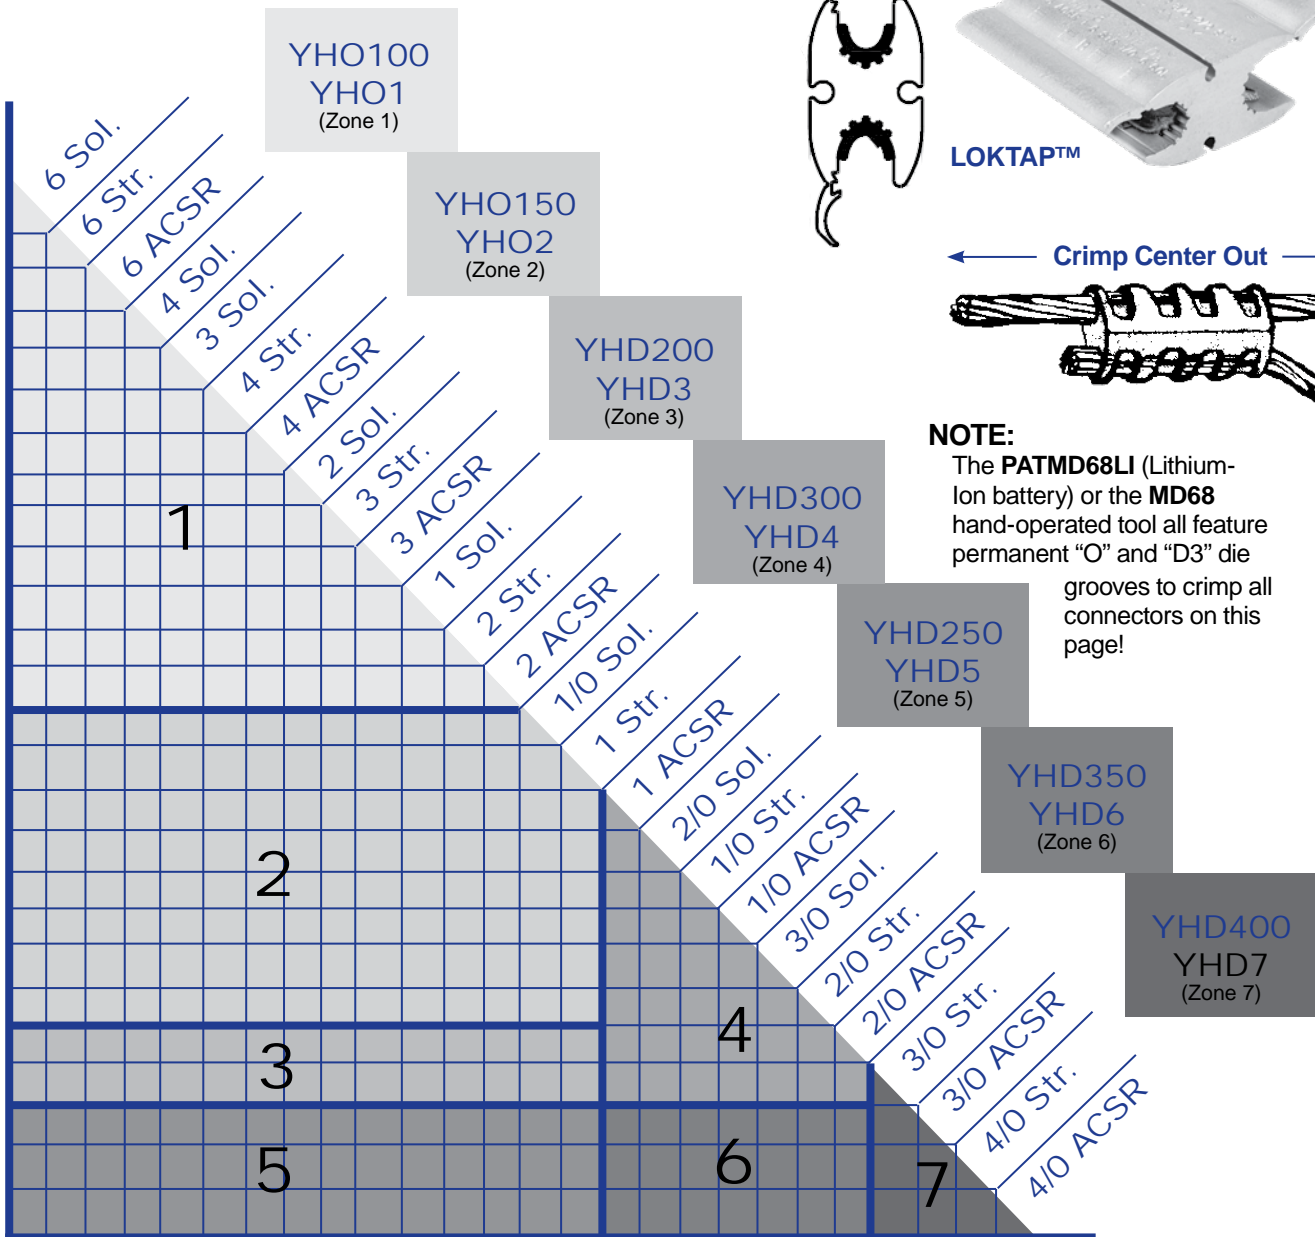 YHO100
YHO1
(Zone 1)
YHO150
YHO2
(Zone 2)
YHD200
YHD3
(Zone 3)
YHD300
YHD4
(Zone 4)
YHD250
YHD5
(Zone 5)
YHD350
YHD6
(Zone 6)
YHD400
YHD7
(Zone 7)
LOKTAP™
Crimp Center Out
NOTE:
The PATMD68LI (Lithium-
Ion battery) or the MD68
hand-operated tool all feature
permanent “O” and “D3” die
grooves to crimp all
connectors on this
page!
6 Sol.
6 Str.
6 ACSR
4 Sol.
3 Sol.
4 Str.
4 ACSR
2 Sol.
3 Str.
3 ACSR
1 Sol.
2 Str.
2 ACSR
1/0 Sol.
1 Str.
1 ACSR
2/0 Sol.
1/0 Str.
1/0 ACSR
3/0 Sol.
2/0 Str.
2/0 ACSR
3/0 Str.
3/0 ACSR
4/0 Str.
4/0 ACSR
1
2
3
4
5
6
7